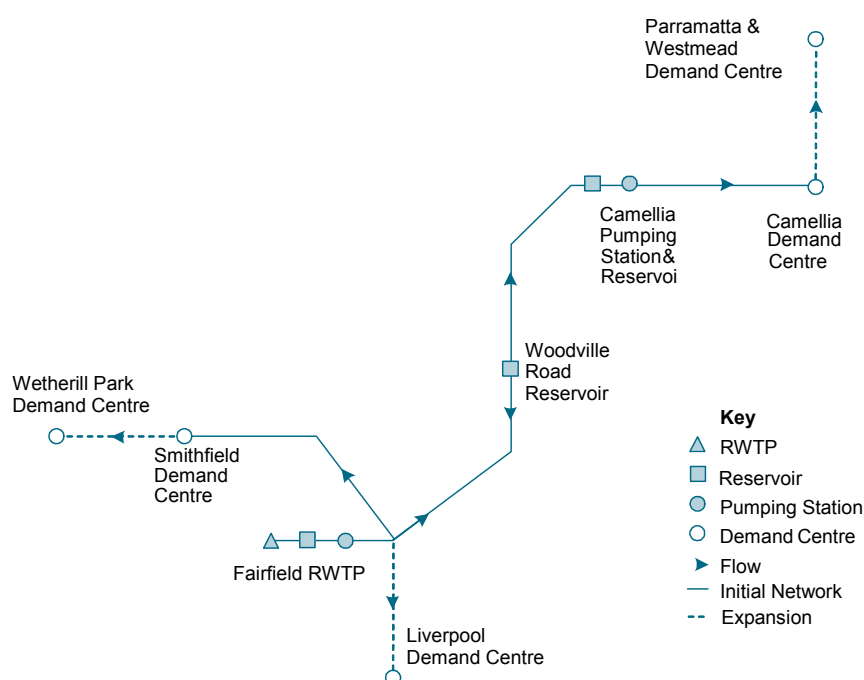 Parramatta &
Westmead
Demand Centre
Camellia
Pumping
Station&
Reservoi
Camellia
Demand
Centre
Woodville
Road
Reservoir
Wetherill Park
Demand Centre
Smithfield
Demand
Centre
Fairfield RWTP
Liverpool
Demand Centre
Key
RWTP
Reservoir
Pumping Station
Demand Centre
Flow
Initial Network
Expansion